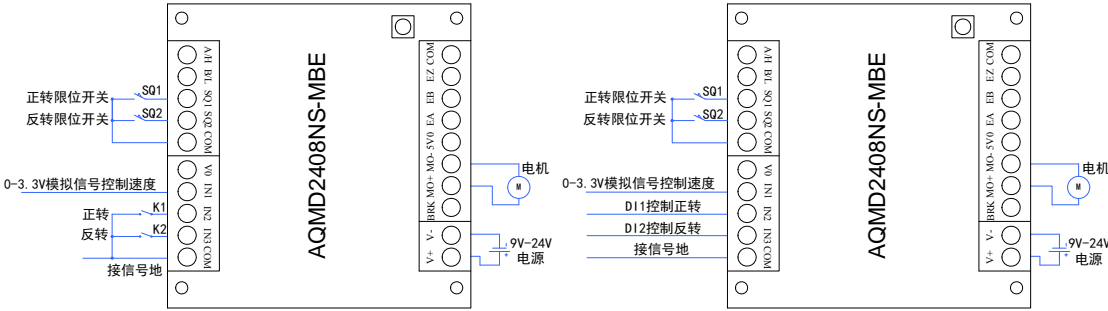 A/H
B/L
SQ1
SQ2
COM
V0
IN1
IN2
IN3
COM
AQMD2408NS-MBE
COM
EZ
EB
EA
5V0
MO-
MO+
BRK
V-
V+
正转限位开关
SQ1
反转限位开关
SQ2
0-3.3V模拟信号控制速度
正转
K1
反转
K2
接信号地
电机
M
9V-24V
电源
A/H
B/L
SQ1
SQ2
COM
V0
IN1
IN2
IN3
COM
AQMD2408NS-MBE
COM
EZ
EB
EA
5V0
MO-
MO+
BRK
V-
V+
正转限位开关
SQ1
反转限位开关
SQ2
0-3.3V模拟信号控制速度
DI1控制正转
DI2控制反转
接信号地
电机
M
9V-24V
电源